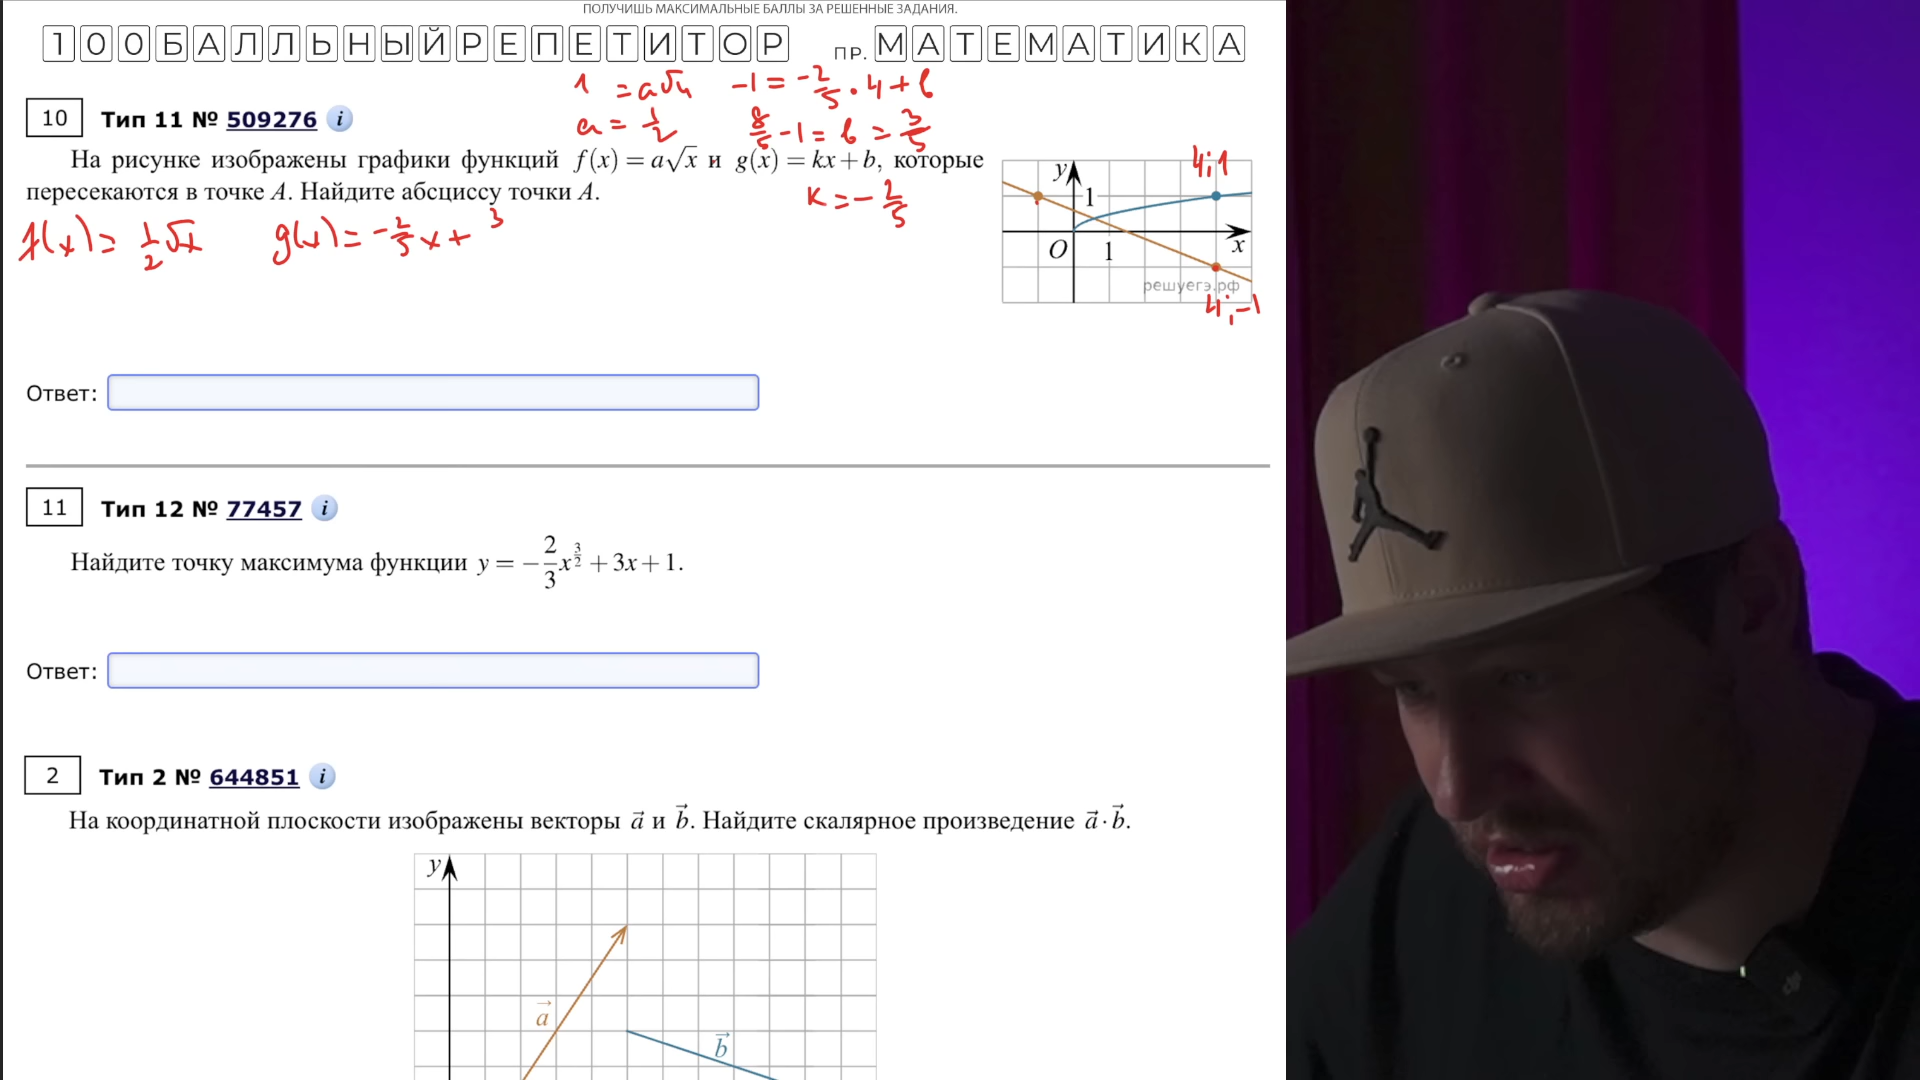 ПОЛУЧИШЬ МАКСИМАЛЬНЫЕ БАЛЛЫ ЗА РЕШЕННЫЕ ЗАДАНИЯ.
100БАЛЛЬНЫЙРЕПЕТИТОР ПР. МАТЕМАТИКА
1 = a√4 -1 = -2/5 · 4 + b
10 Тип 11 № 509276 i
a = 1/2 8/5 - 1 = b = 3/5
На рисунке изображены графики функций f(x) = a√x и g(x) = kx + b, которые
пересекаются в точке A. Найдите абсциссу точки A.
k = -2/5
f(x) = 1/2 √x g(x) = -2/5 x + 3
4;1
y
1
O 1 x
решуегэ.рф
4;-1
Ответ:
11 Тип 12 № 77457 i
Найдите точку максимума функции y = -2/3 x^(3/2) + 3x + 1.
Ответ:
2 Тип 2 № 644851 i
На координатной плоскости изображены векторы a⃗ и b⃗. Найдите скалярное произведение a⃗ · b⃗.
y
a⃗
b⃗